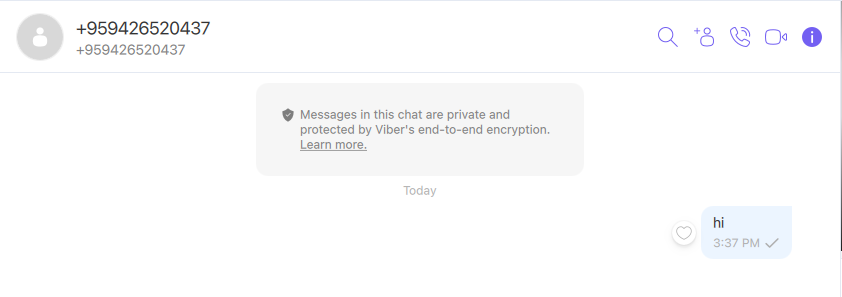 +959426520437
+959426520437
Messages in this chat are private and
protected by Viber's end-to-end encryption.
Learn more.
Today
hi
3:37 PM